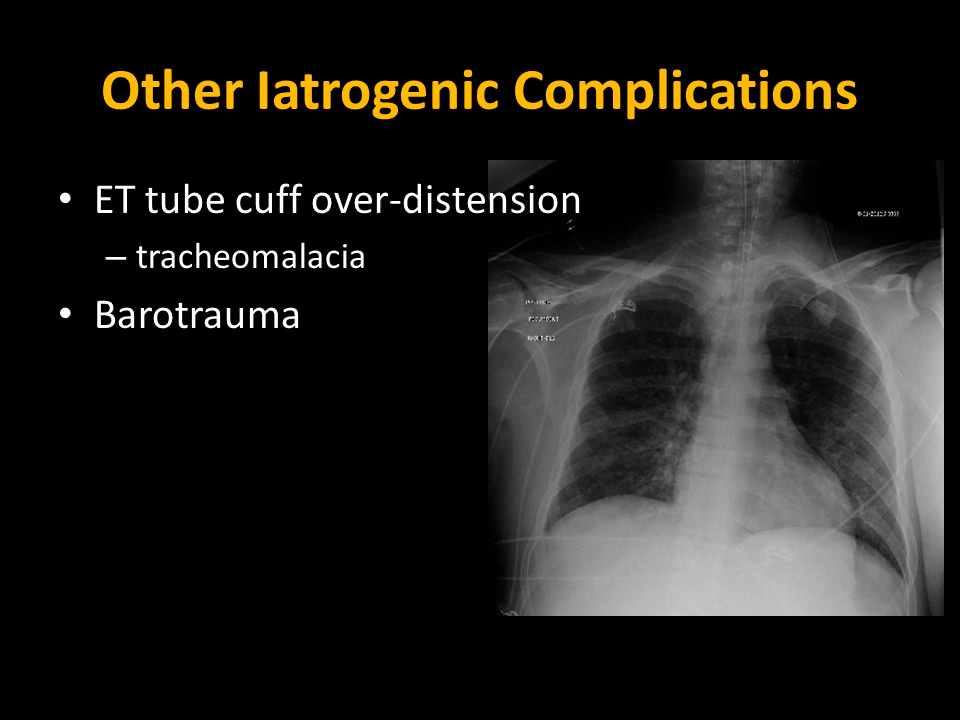 Other Iatrogenic Complications
• ET tube cuff over-distension
– tracheomalacia
• Barotrauma